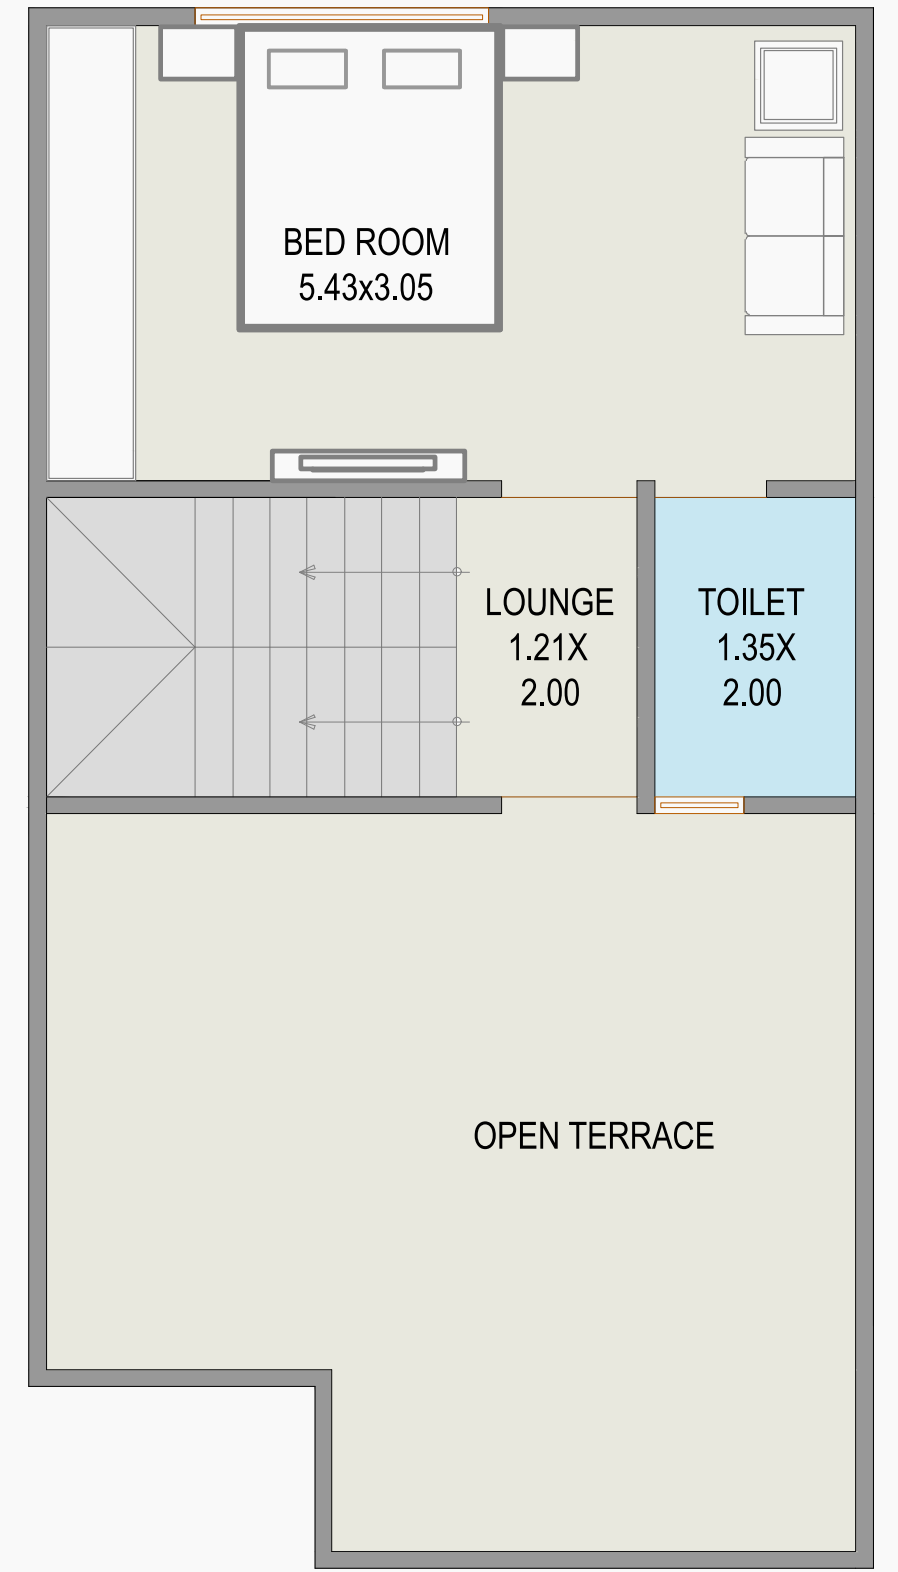 BED ROOM
5.43x3.05
LOUNGE
1.21X
2.00
TOILET
1.35X
2.00
OPEN TERRACE